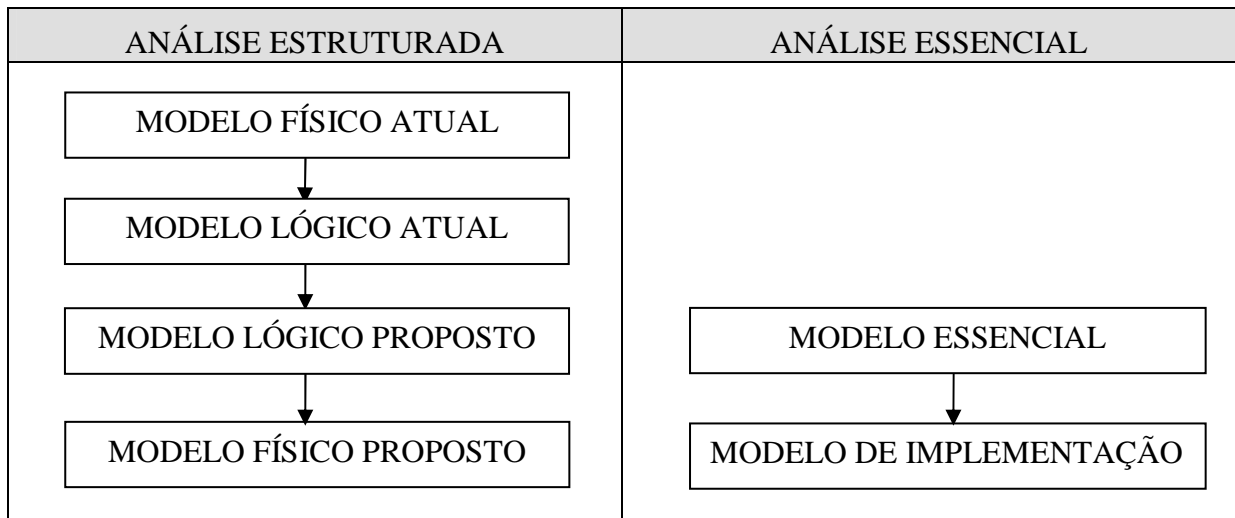 ANÁLISE ESTRUTURADA
MODELO FÍSICO ATUAL
MODELO LÓGICO ATUAL
MODELO LÓGICO PROPOSTO
MODELO FÍSICO PROPOSTO
ANÁLISE ESSENCIAL
MODELO ESSENCIAL
MODELO DE IMPLEMENTAÇÃO